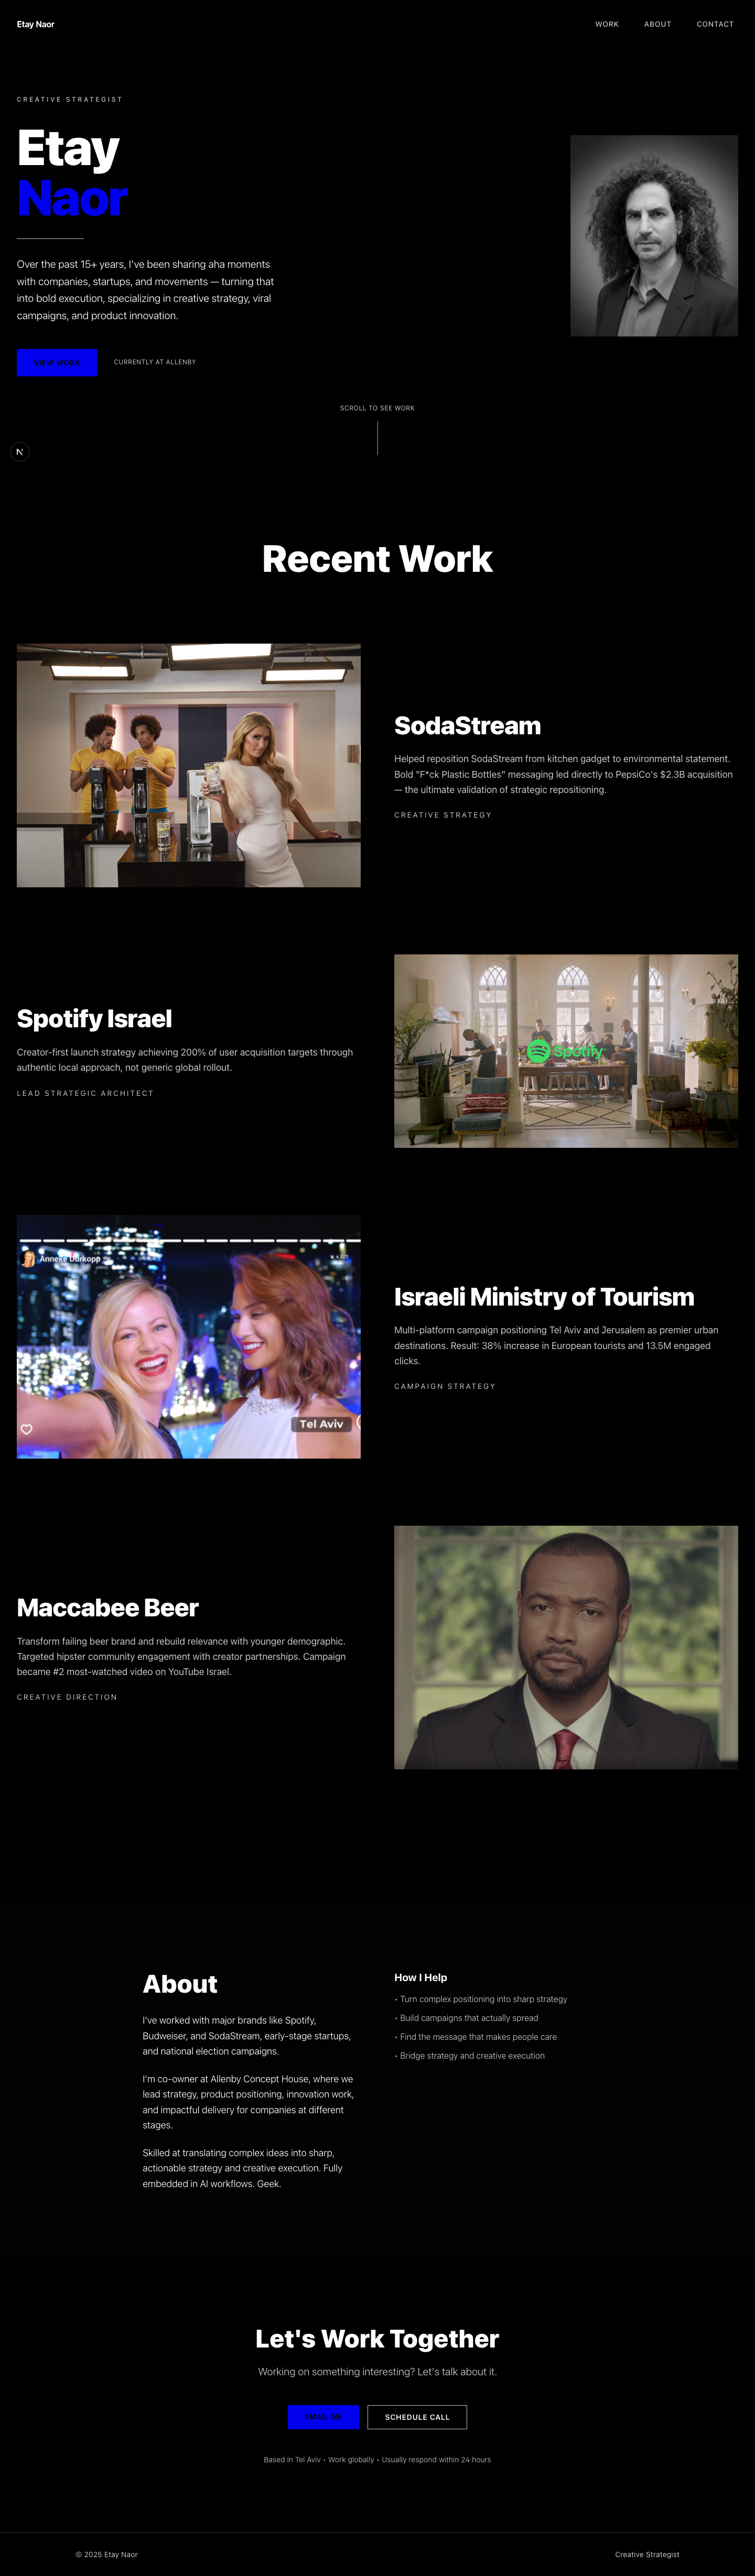 Etay Naor
WORK
ABOUT
CONTACT
CREATIVE STRATEGIST
Etay
Naor
Over the past 15+ years, I've been sharing aha moments
with companies, startups, and movements — turning that
into bold execution, specializing in creative strategy, viral
campaigns, and product innovation.
VIEW WORK
CURRENTLY AT ALLENBY
SCROLL TO SEE WORK
N
Recent Work
SodaStream
Helped reposition SodaStream from kitchen gadget to environmental statement.
Bold "F*ck Plastic Bottles" messaging led directly to PepsiCo's $2.3B acquisition
— the ultimate validation of strategic repositioning.
CREATIVE STRATEGY
Spotify Israel
Creator-first launch strategy achieving 200% of user acquisition targets through
authentic local approach, not generic global rollout.
LEAD STRATEGIC ARCHITECT
Spotify
Anneke Dürkopp
Tel Aviv
Israeli Ministry of Tourism
Multi-platform campaign positioning Tel Aviv and Jerusalem as premier urban
destinations. Result: 38% increase in European tourists and 13.5M engaged
clicks.
CAMPAIGN STRATEGY
Maccabee Beer
Transform failing beer brand and rebuild relevance with younger demographic.
Targeted hipster community engagement with creator partnerships. Campaign
became #2 most-watched video on YouTube Israel.
CREATIVE DIRECTION
About
I've worked with major brands like Spotify,
Budweiser, and SodaStream, early-stage startups,
and national election campaigns.
I'm co-owner at Allenby Concept House, where we
lead strategy, product positioning, innovation work,
and impactful delivery for companies at different
stages.
Skilled at translating complex ideas into sharp,
actionable strategy and creative execution. Fully
embedded in AI workflows. Geek.
How I Help
• Turn complex positioning into sharp strategy
• Build campaigns that actually spread
• Find the message that makes people care
• Bridge strategy and creative execution
Let's Work Together
Working on something interesting? Let's talk about it.
EMAIL ME
SCHEDULE CALL
Based in Tel Aviv • Work globally • Usually respond within 24 hours
© 2025 Etay Naor
Creative Strategist